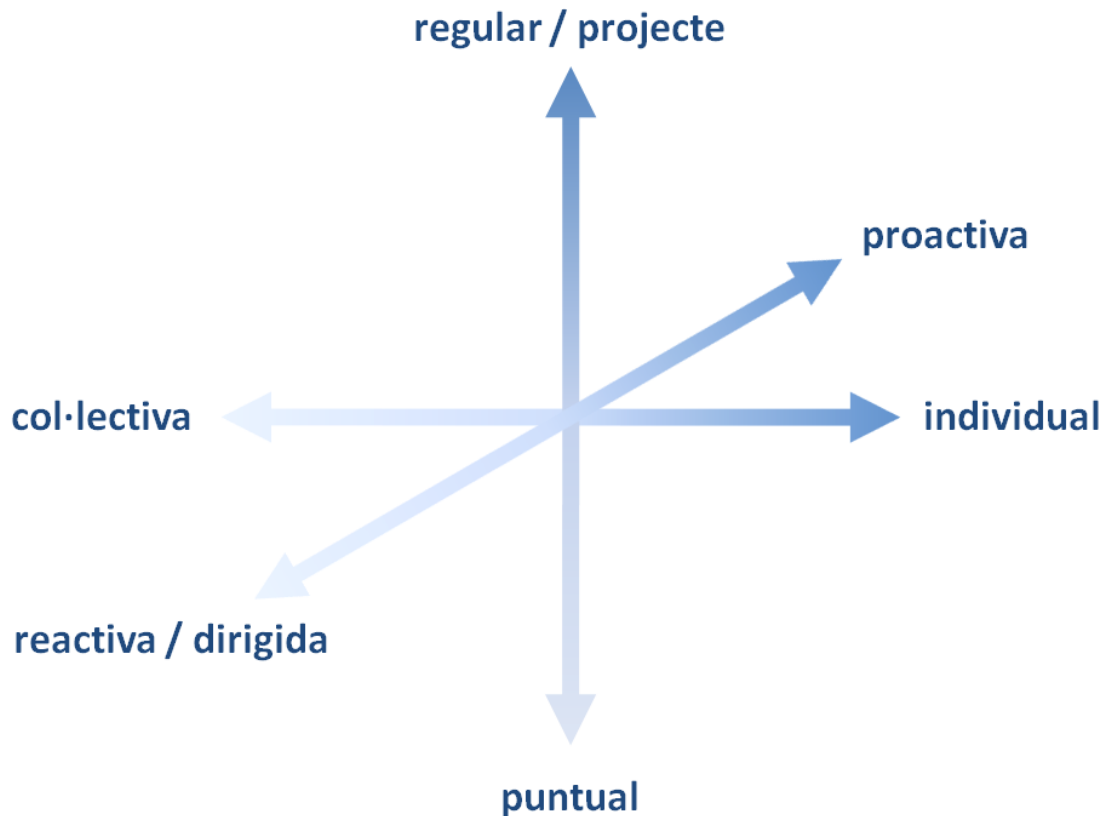 regular / projecte
proactiva
col·lectiva
individual
reactiva / dirigida
puntual